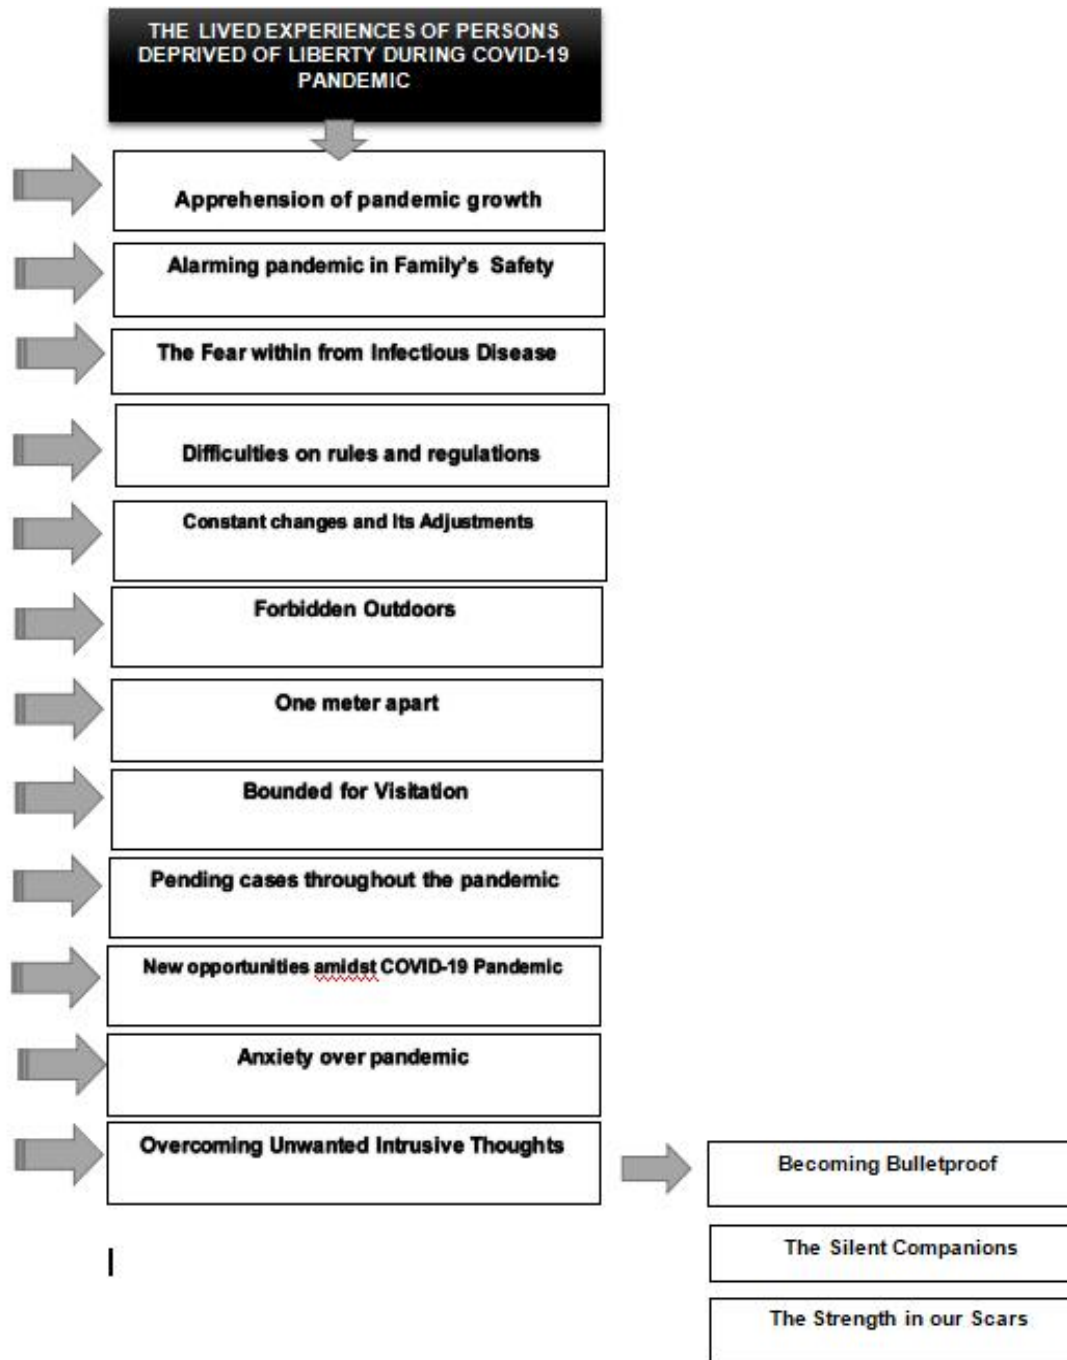 THE LIVED EXPERIENCES OF PERSONS
DEPRIVED OF LIBERTY DURING COVID-19
PANDEMIC
Apprehension of pandemic growth
Alarming pandemic in Family's Safety
The Fear within from Infectious Disease
Difficulties on rules and regulations
Constant changes and Its Adjustments
Forbidden Outdoors
One meter apart
Bounded for Visitation
Pending cases throughout the pandemic
New opportunities amidst COVID-19 Pandemic
Anxiety over pandemic
Overcoming Unwanted Intrusive Thoughts
Becoming Bulletproof
The Silent Companions
The Strength in our Scars